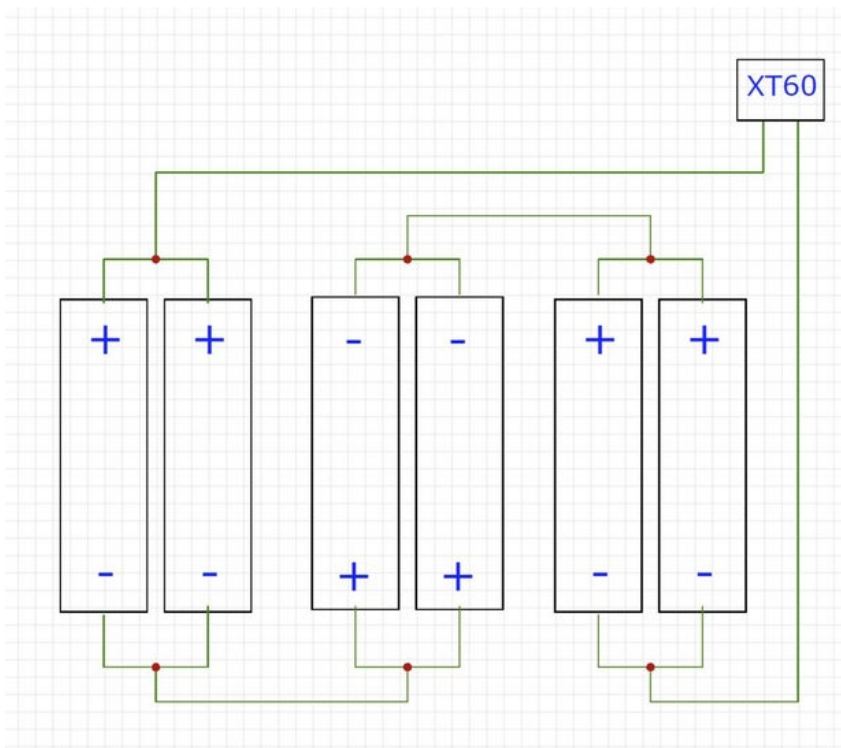 XT60
+ + - - + +
- - + + - -